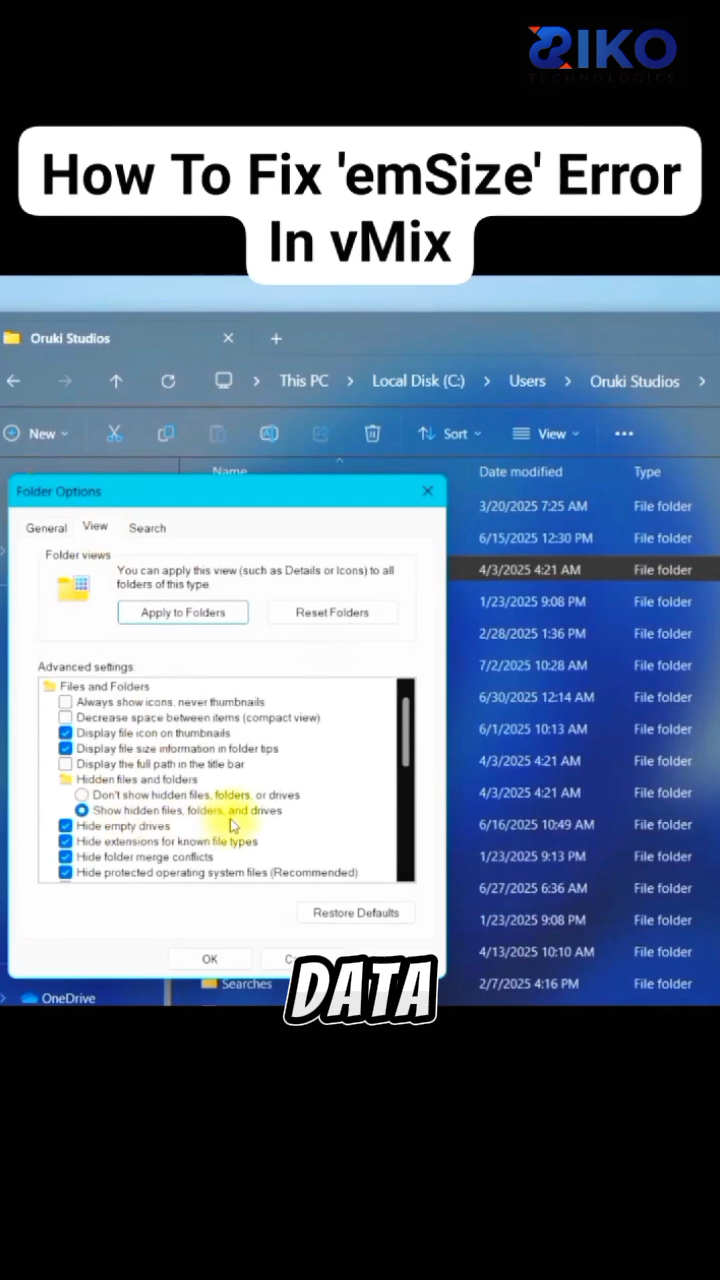 SIKO
TECHNOLOGIES
How To Fix 'emSize' Error
In vMix
Oruki Studios
This PC > Local Disk (C:) > Users > Oruki Studios >
New
Sort
View
Name
Date modified
Type
Folder Options
General
View
Search
Folder views
You can apply this view (such as Details or Icons) to all
folders of this type.
Apply to Folders
Reset Folders
Advanced settings:
Files and Folders
Always show icons, never thumbnails
Decrease space between items (compact view)
Display file icon on thumbnails
Display file size information in folder tips
Display the full path in the title bar
Hidden files and folders
Don't show hidden files, folders, or drives
Show hidden files, folders, and drives
Hide empty drives
Hide extensions for known file types
Hide folder merge conflicts
Hide protected operating system files (Recommended)
Restore Defaults
OK
3/20/2025 7:25 AM File folder
6/15/2025 12:30 PM File folder
4/3/2025 4:21 AM File folder
1/23/2025 9:08 PM File folder
2/28/2025 1:36 PM File folder
7/2/2025 10:28 AM File folder
6/30/2025 12:14 AM File folder
6/1/2025 10:13 AM File folder
4/3/2025 4:21 AM File folder
4/3/2025 4:21 AM File folder
6/16/2025 10:49 AM File folder
1/23/2025 9:13 PM File folder
6/27/2025 6:36 AM File folder
1/23/2025 9:08 PM File folder
4/13/2025 10:10 AM File folder
Searches 2/7/2025 4:16 PM File folder
OneDrive
DATA